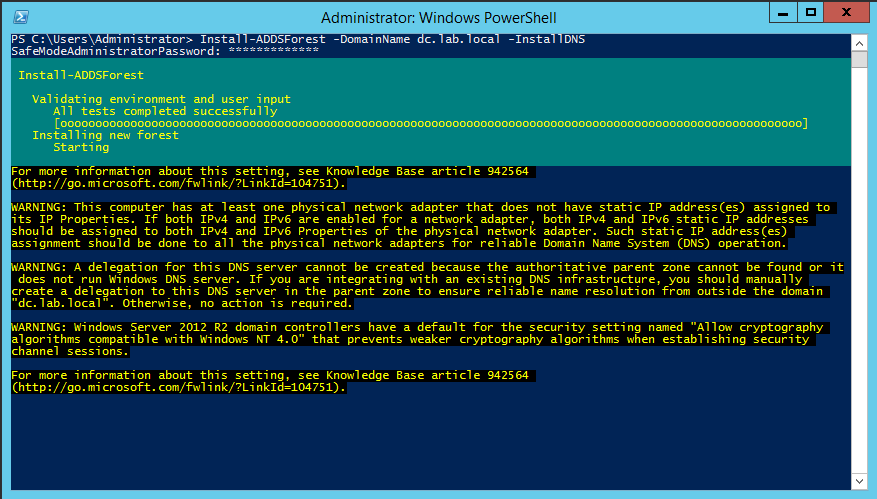 Administrator: Windows PowerShell
PS C:\Users\Administrator> Install-ADDSForest -DomainName dc.lab.local -InstallDNS
SafeModeAdministratorPassword: *************
Install-ADDSForest
Validating environment and user input
All tests completed successfully
[oooooooooooooooooooooooooooooooooooooooooooooooooooooooooooooooooooooooooooooooooooooooooooooooooooooooooo]
Installing new forest
Starting
For more information about this setting, see Knowledge Base article 942564
(http://go.microsoft.com/fwlink/?LinkId=104751).
WARNING: This computer has at least one physical network adapter that does not have static IP address(es) assigned to
its IP Properties. If both IPv4 and IPv6 are enabled for a network adapter, both IPv4 and IPv6 static IP addresses
should be assigned to both IPv4 and IPv6 Properties of the physical network adapter. Such static IP address(es)
assignment should be done to all the physical network adapters for reliable Domain Name System (DNS) operation.
WARNING: A delegation for this DNS server cannot be created because the authoritative parent zone cannot be found or it
does not run Windows DNS server. If you are integrating with an existing DNS infrastructure, you should manually
create a delegation to this DNS server in the parent zone to ensure reliable name resolution from outside the domain
"dc.lab.local". Otherwise, no action is required.
WARNING: Windows Server 2012 R2 domain controllers have a default for the security setting named "Allow cryptography
algorithms compatible with Windows NT 4.0" that prevents weaker cryptography algorithms when establishing security
channel sessions.
For more information about this setting, see Knowledge Base article 942564
(http://go.microsoft.com/fwlink/?LinkId=104751).